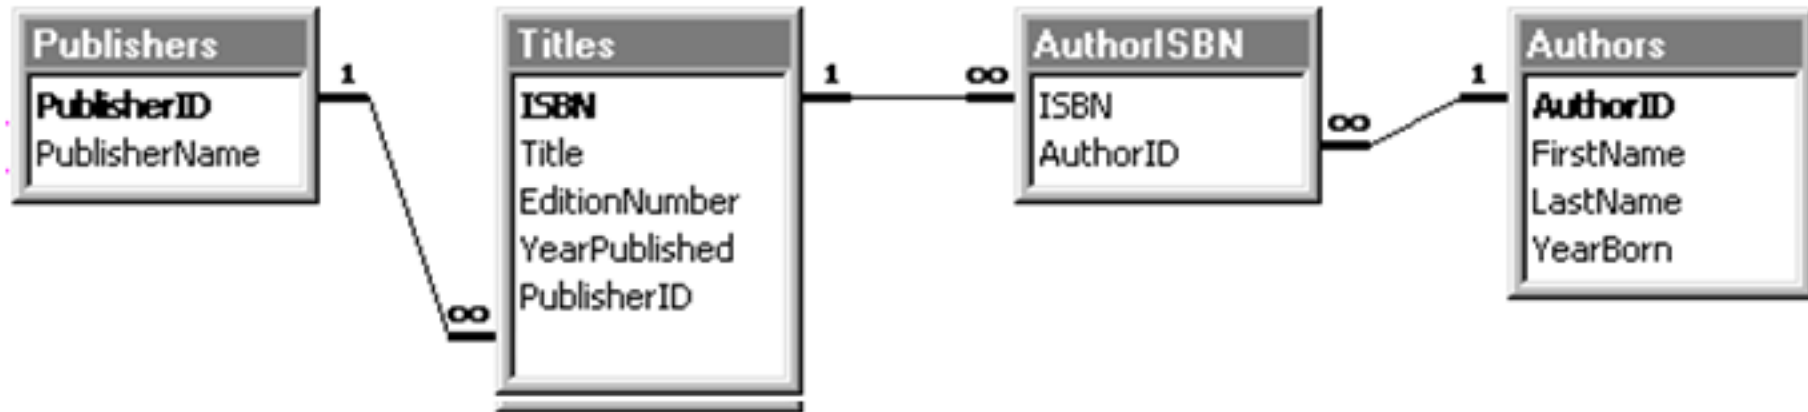 Publishers
PublisherID
PublisherName
1
∞
Titles
ISBN
Title
EditionNumber
YearPublished
PublisherID
1
∞
AuthorISBN
ISBN
AuthorID
∞
1
Authors
AuthorID
FirstName
LastName
YearBorn